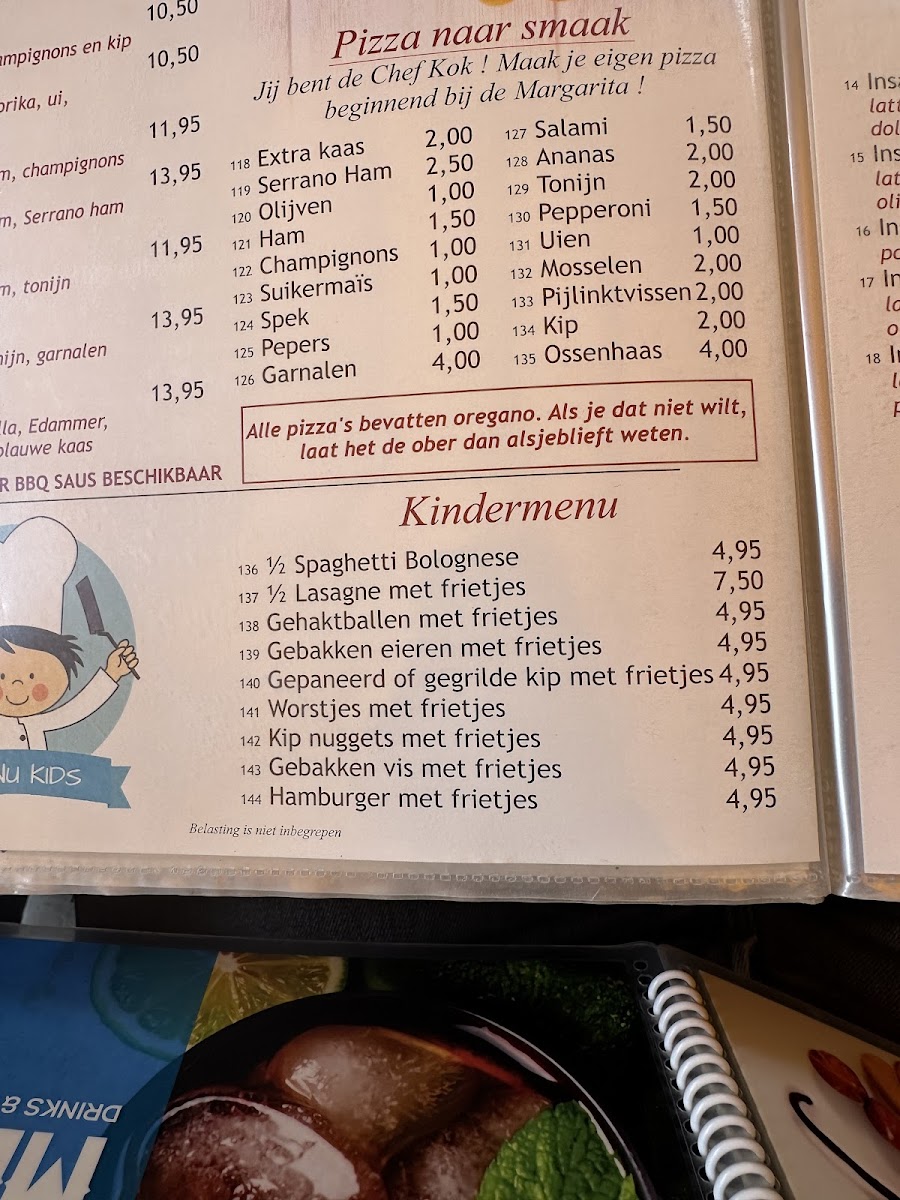 10,50
en kip
10,50
ui,
11,95
champignons
13,95
Serrano ham
11,95
tonijn
13,95
garnalen
13,95
Edammer,
kaas
BBQ SAUS BESCHIKBAAR
Pizza naar smaak
Jij bent de Chef Kok ! Maak je eigen pizza
beginnend bij de Margarita !
118 Extra kaas 2,00
119 Serrano Ham 2,50
120 Olijven 1,00
121 Ham 1,50
122 Champignons 1,00
123 Suikermaïs 1,00
124 Spek 1,50
125 Pepers 1,00
126 Garnalen 4,00
127 Salami 1,50
128 Ananas 2,00
129 Tonijn 2,00
130 Pepperoni 1,50
131 Uien 1,00
132 Mosselen 2,00
133 Pijlinktvissen 2,00
134 Kip 2,00
135 Ossenhaas 4,00
Alle pizza's bevatten oregano. Als je dat niet wilt,
laat het de ober dan alsjeblieft weten.
Kindermenu
136 ½ Spaghetti Bolognese 4,95
137 ½ Lasagne met frietjes 7,50
138 Gehaktballen met frietjes 4,95
139 Gebakken eieren met frietjes 4,95
140 Gepaneerd of gegrilde kip met frietjes 4,95
141 Worstjes met frietjes 4,95
142 Kip nuggets met frietjes 4,95
143 Gebakken vis met frietjes 4,95
144 Hamburger met frietjes 4,95
KIDS
Belasting is niet inbegrepen
14
15
16
17
18
DRINKS &